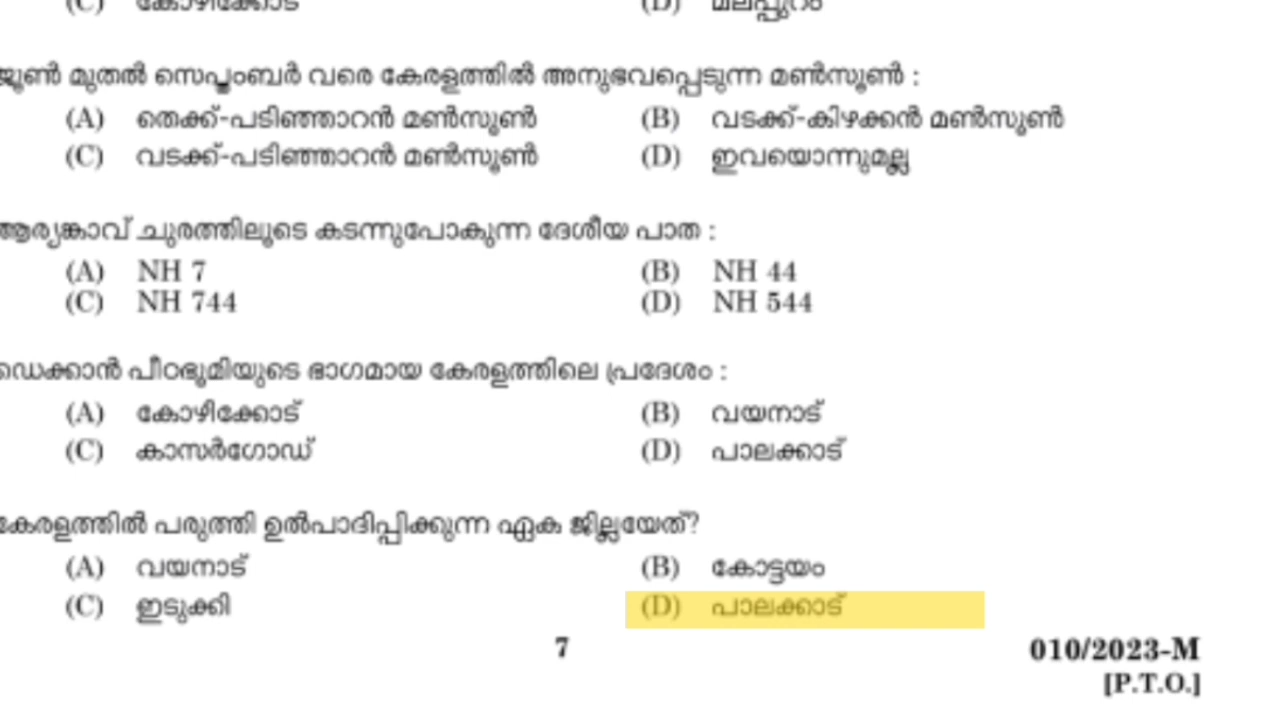 (C) കോഴിക്കോട് (D) മലപ്പുറം
ജൂൺ മുതൽ സെപ്തംബർ വരെ കേരളത്തിൽ അനുഭവപ്പെടുന്ന മൺസൂൺ :
(A) തെക്ക്-പടിഞ്ഞാറൻ മൺസൂൺ (B) വടക്ക്-കിഴക്കൻ മൺസൂൺ
(C) വടക്ക്-പടിഞ്ഞാറൻ മൺസൂൺ (D) ഇവയൊന്നുമല്ല
ആര്യങ്കാവ് ചുരത്തിലൂടെ കടന്നുപോകുന്ന ദേശീയ പാത :
(A) NH 7 (B) NH 44
(C) NH 744 (D) NH 544
ഡെക്കാൻ പീഠഭൂമിയുടെ ഭാഗമായ കേരളത്തിലെ പ്രദേശം :
(A) കോഴിക്കോട് (B) വയനാട്
(C) കാസർഗോഡ് (D) പാലക്കാട്
കേരളത്തിൽ പരുത്തി ഉൽപാദിപ്പിക്കുന്ന ഏക ജില്ലയേത്?
(A) വയനാട് (B) കോട്ടയം
(C) ഇടുക്കി (D) പാലക്കാട്
7 010/2023-M
[P.T.O.]